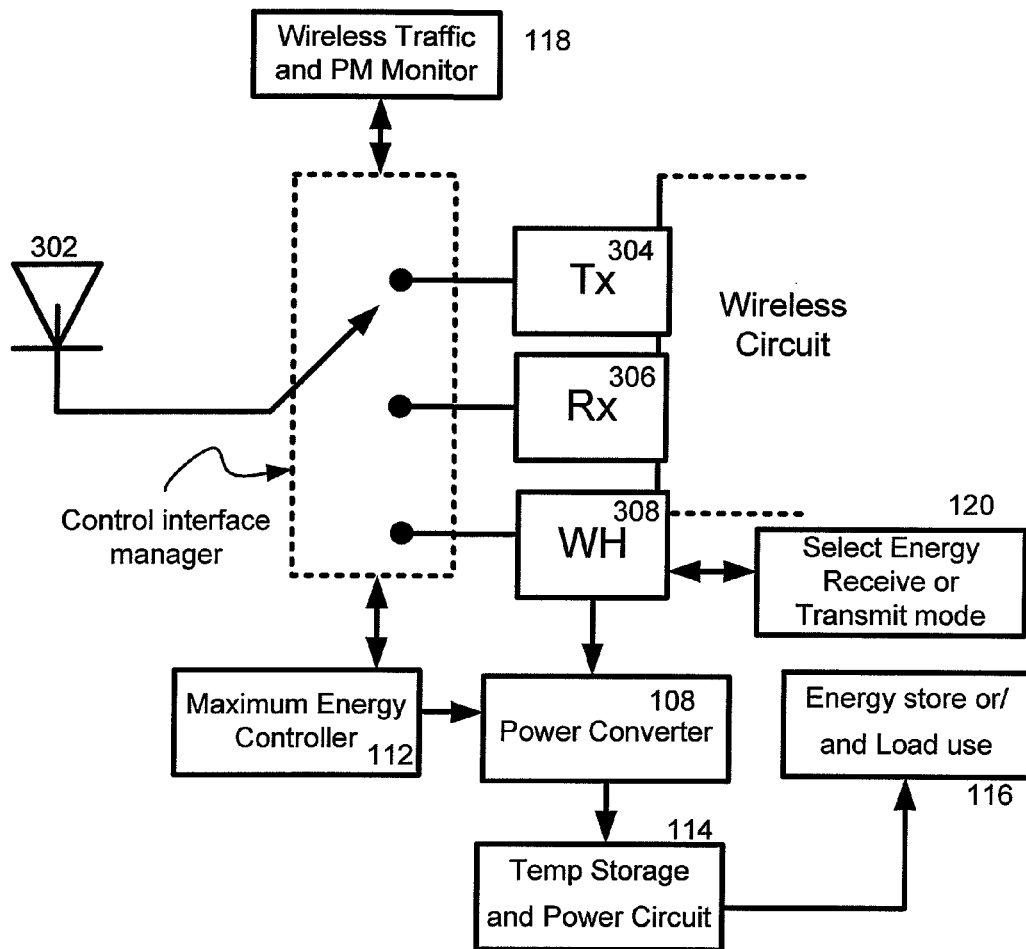 Wireless Traffic
and PM Monitor
118
302
304
Tx
Wireless
Circuit
306
Rx
Control interface
manager
308
WH
120
Select Energy
Receive or
Transmit mode
Maximum Energy
Controller
112
108
Power Converter
Energy store or/
and Load use
116
114
Temp Storage
and Power Circuit